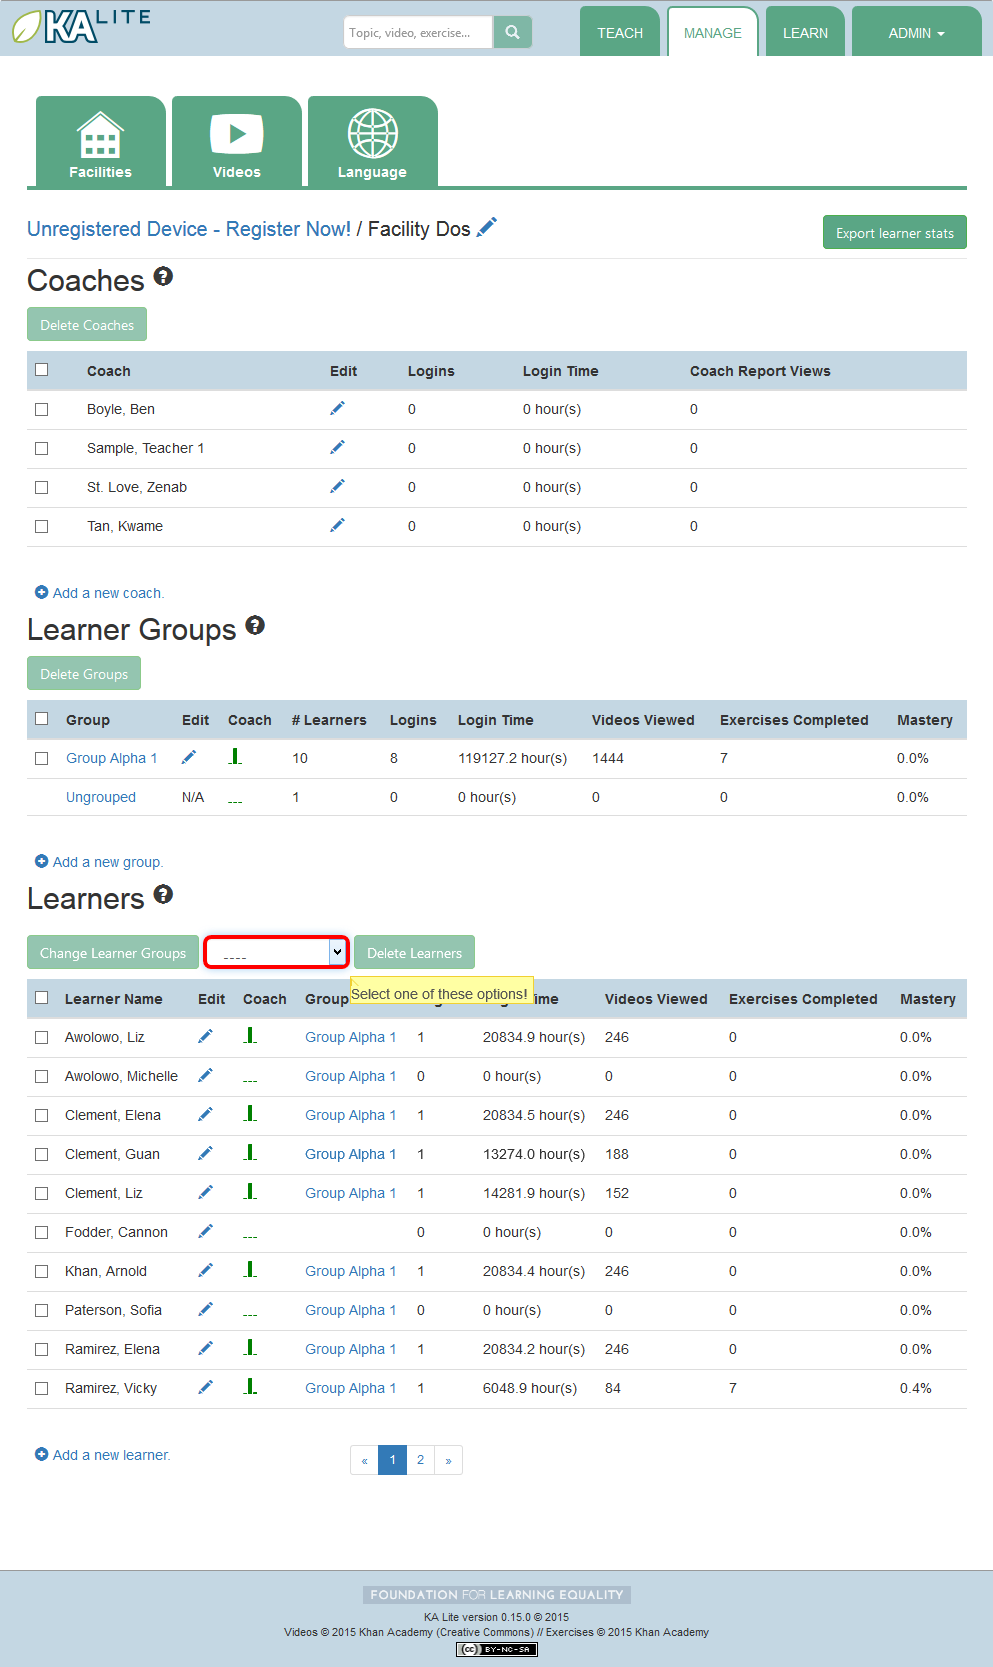 KA LITE
Topic, video, exercise...
TEACH
MANAGE
LEARN
ADMIN
Facilities
Videos
Language
Unregistered Device - Register Now! / Facility Dos
Export learner stats
Coaches
Delete Coaches
Coach Edit Logins Login Time Coach Report Views
Boyle, Ben 0 0 hour(s) 0
Sample, Teacher 1 0 0 hour(s) 0
St. Love, Zenab 0 0 hour(s) 0
Tan, Kwame 0 0 hour(s) 0
Add a new coach.
Learner Groups
Delete Groups
Group Edit Coach # Learners Logins Login Time Videos Viewed Exercises Completed Mastery
Group Alpha 1 10 8 119127.2 hour(s) 1444 7 0.0%
Ungrouped N/A --- 1 0 0 hour(s) 0 0 0.0%
Add a new group.
Learners
Change Learner Groups ---- Delete Learners
Select one of these options!
Learner Name Edit Coach Group Videos Viewed Exercises Completed Mastery
Awolowo, Liz Group Alpha 1 1 20834.9 hour(s) 246 0 0.0%
Awolowo, Michelle --- Group Alpha 1 0 0 hour(s) 0 0 0.0%
Clement, Elena Group Alpha 1 1 20834.5 hour(s) 246 0 0.0%
Clement, Guan Group Alpha 1 1 13274.0 hour(s) 188 0 0.0%
Clement, Liz Group Alpha 1 1 14281.9 hour(s) 152 0 0.0%
Fodder, Cannon --- 0 0 hour(s) 0 0 0.0%
Khan, Arnold Group Alpha 1 1 20834.4 hour(s) 246 0 0.0%
Paterson, Sofia --- Group Alpha 1 0 0 hour(s) 0 0 0.0%
Ramirez, Elena Group Alpha 1 1 20834.2 hour(s) 246 0 0.0%
Ramirez, Vicky Group Alpha 1 1 6048.9 hour(s) 84 7 0.4%
Add a new learner.
« 1 2 »
FOUNDATION FOR LEARNING EQUALITY
KA Lite version 0.15.0 © 2015
Videos © 2015 Khan Academy (Creative Commons) // Exercises © 2015 Khan Academy
(cc) BY-NC-SA